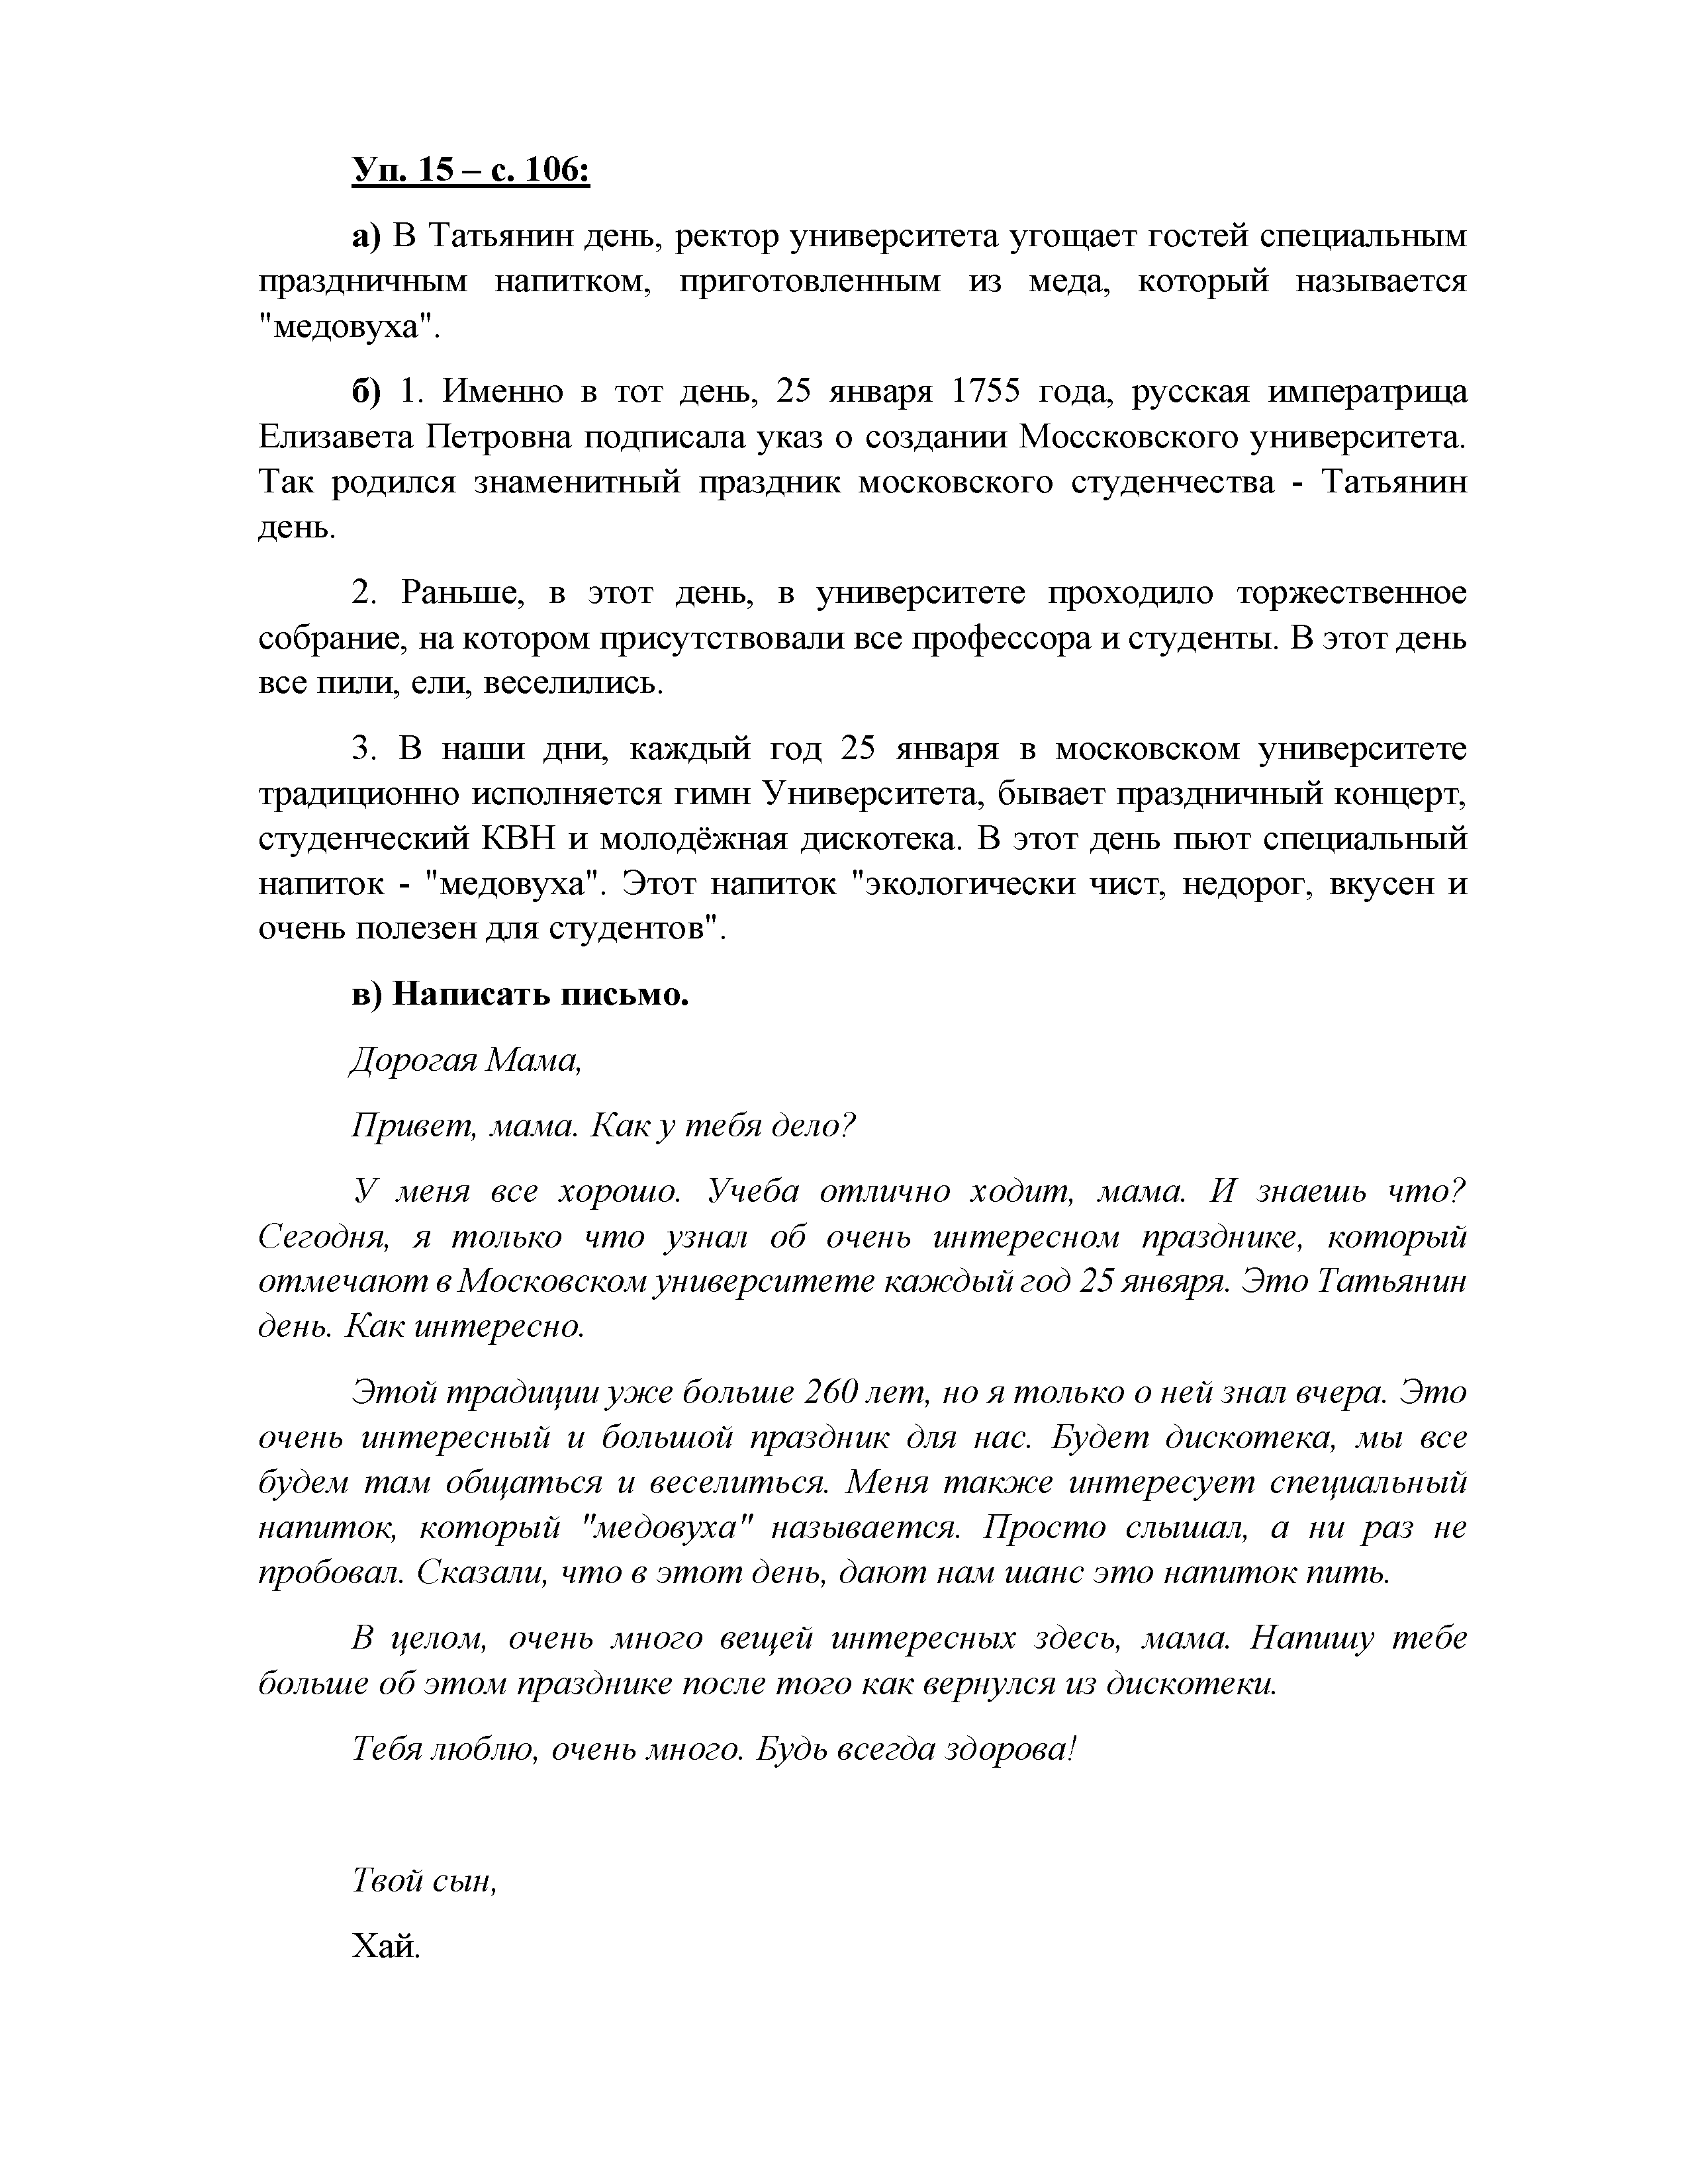 Уп. 15 – с. 106:
а) В Татьянин день, ректор университета угощает гостей специальным
праздничным напитком, приготовленным из меда, который называется
"медовуха".
б) 1. Именно в тот день, 25 января 1755 года, русская императрица
Елизавета Петровна подписала указ о создании Моссковского университета.
Так родился знаменитный праздник московского студенчества - Татьянин
день.
2. Раньше, в этот день, в университете проходило торжественное
собрание, на котором присутствовали все профессора и студенты. В этот день
все пили, ели, веселились.
3. В наши дни, каждый год 25 января в московском университете
традиционно исполняется гимн Университета, бывает праздничный концерт,
студенческий КВН и молодёжная дискотека. В этот день пьют специальный
напиток - "медовуха". Этот напиток "экологически чист, недорог, вкусен и
очень полезен для студентов".
в) Написать письмо.
Дорогая Мама,
Привет, мама. Как у тебя дело?
У меня все хорошо. Учеба отлично ходит, мама. И знаешь что?
Сегодня, я только что узнал об очень интересном празднике, который
отмечают в Московском университете каждый год 25 янвяря. Это Татьянин
день. Как интересно.
Этой традиции уже больше 260 лет, но я только о ней знал вчера. Это
очень интересный и большой праздник для нас. Будет дискотека, мы все
будем там общаться и веселиться. Меня также интересует специальный
напиток, который "медовуха" называется. Просто слышал, а ни раз не
пробовал. Сказали, что в этот день, дают нам шанс это напиток пить.
В целом, очень много вещей интересных здесь, мама. Напишу тебе
больше об этом празднике после того как вернулся из дискотеки.
Тебя люблю, очень много. Будь всегда здорова!
Твой сын,
Хай.